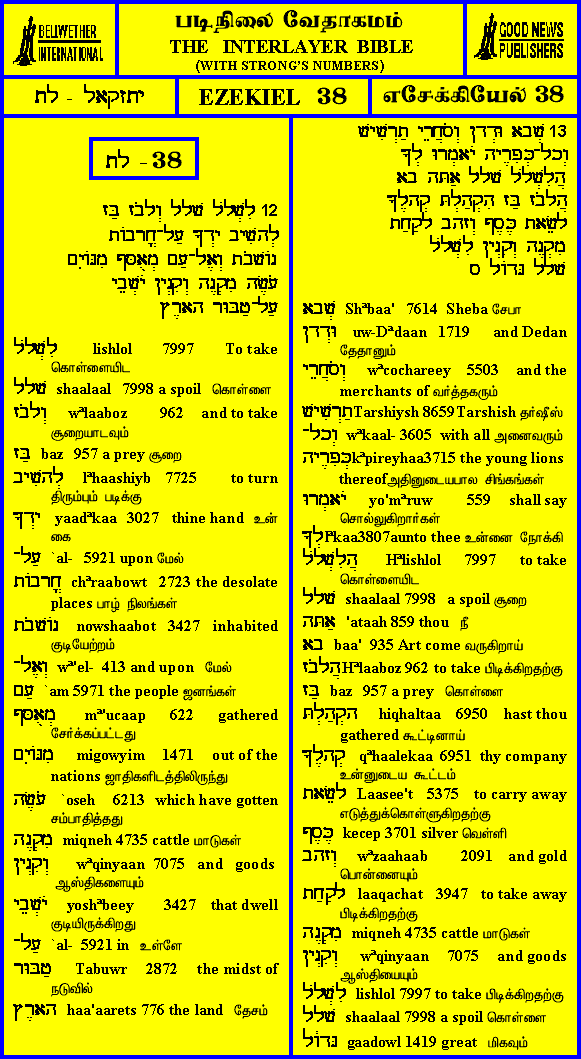 BELLWETHER
INTERNATIONAL
படிநிலை வேதாகமம்
THE INTERLAYER BIBLE
(WITH STRONG'S NUMBERS)
GOOD NEWS
PUBLISHERS
יחזקאל - לח
EZEKIEL 38
எசேக்கியேல் 38
38 - לח
12 לִשְׁלֹל שָׁלָל וְלָבֹז בַּז
לְהָשִׁיב יָדְךָ עַל־חֳרָבוֹת
נוֹשָׁבֹת וְאֶל־עַם מְאֻסָּף מִגּוֹיִם
עֹשֶׂה מִקְנֶה וְקִנְיָן יֹשְׁבֵי
עַל־טַבּוּר הָאָרֶץ
לִשְׁלֹל lishlol 7997 To take
கொள்ளையிட
שָׁלָל shaalaal 7998 a spoil கொள்ளை
וְלָבֹז wᵃlaaboz 962 and to take
சூறையாடவும்
בַּז baz 957 a prey சூறை
לְהָשִׁיב lᵃhaashiyb 7725 to turn
திரும்பும் படிக்கு
יָדְךָ yaadᵃkaa 3027 thine hand உன்
கை
עַל־ `al- 5921 upon மேல்
חֳרָבוֹת chᵃraabowt 2723 the desolate
places பாழ் நிலங்கள்
נוֹשָׁבֹת nowshaabot 3427 inhabited
குடியேற்றம்
וְאֶל־ wᵃ'el- 413 and upon மேல்
עַם `am 5971 the people ஜனங்கள்
מְאֻסָּף mᵃ'ucaap 622 gathered
சேர்க்கப்பட்டது
מִגּוֹיִם migowyim 1471 out of the
nations ஜாதிகளிடத்திலிருந்து
עֹשֶׂה `oseh 6213 which have gotten
சம்பாதித்தது
מִקְנֶה miqneh 4735 cattle மாடுகள்
וְקִנְיָן wᵃqinyaan 7075 and goods
ஆஸ்திகளையும்
יֹשְׁבֵי yoshᵃbeey 3427 that dwell
குடியிருக்கிறது
עַל־ `al- 5921 in உள்ளே
טַבּוּר Tabuwr 2872 the midst of
நடுவில்
הָאָרֶץ haa'aarets 776 the land தேசம்
13 שְׁבָא וּדְדָן וְסֹחֲרֵי תַרְשִׁישׁ
וְכָל־כְּפִרֶיהָ יֹאמְרוּ לְךָ
הֲלִשְׁלֹל שָׁלָל אַתָּה בָא
הֲלָבֹז בַּז הִקְהַלְתָּ קְהָלֶךָ
לָשֵׂאת כֶּסֶף וְזָהָב לָקַחַת
מִקְנֶה וְקִנְיָן לִשְׁלֹל
שָׁלָל גָּדוֹל ס
שְׁבָא Shᵃbaa' 7614 Sheba சேபா
וּדְדָן uw-Dᵃdaan 1719 and Dedan
தேதானும்
וְסֹחֲרֵי wᵃcochareey 5503 and the
merchants of வர்த்தகரும்
תַרְשִׁישׁ Tarshiysh 8659 Tarshish தர்ஷீஸ்
וְכָל־ wᵃkaal- 3605 with all அனைவரும்
כְּפִרֶיהָ kᵃpireyhaa3715 the young lions
thereof அதினுடையபால சிங்கங்கள்
יֹאמְרוּ yo'mᵃruw 559 shall say
சொல்லுகிறார்கள்
לְךָ lᵃkaa3807aunto thee உன்னை நோக்கி
הֲלִשְׁלֹל Hᵃlishlol 7997 to take
கொள்ளையிட
שָׁלָל shaalaal 7998 a spoil சூறை
אַתָּה 'ataah 859 thou நீ
בָא baa' 935 Art come வருகிறாய்
הֲלָבֹז Hᵃlaaboz 962 to take பிடிக்கிறதற்கு
בַּז baz 957 a prey கொள்ளை
הִקְהַלְתָּ hiqhaltaa 6950 hast thou
gathered கூட்டினாய்
קְהָלֶךָ qᵃhaalekaa 6951 thy company
உன்னுடைய கூட்டம்
לָשֵׂאת Laasee't 5375 to carry away
எடுத்துக்கொள்ளுகிறதற்கு
כֶּסֶף kecep 3701 silver வெள்ளி
וְזָהָב wᵃzaahaab 2091 and gold
பொன்னையும்
לָקַחַת laaqachat 3947 to take away
பிடிக்கிறதற்கு
מִקְנֶה miqneh 4735 cattle மாடுகள்
וְקִנְיָן wᵃqinyaan 7075 and goods
ஆஸ்தியையும்
לִשְׁלֹל lishlol 7997 to take பிடிக்கிறதற்கு
שָׁלָל shaalaal 7998 a spoil கொள்ளை
גָּדוֹל gaadowl 1419 great மிகவும்